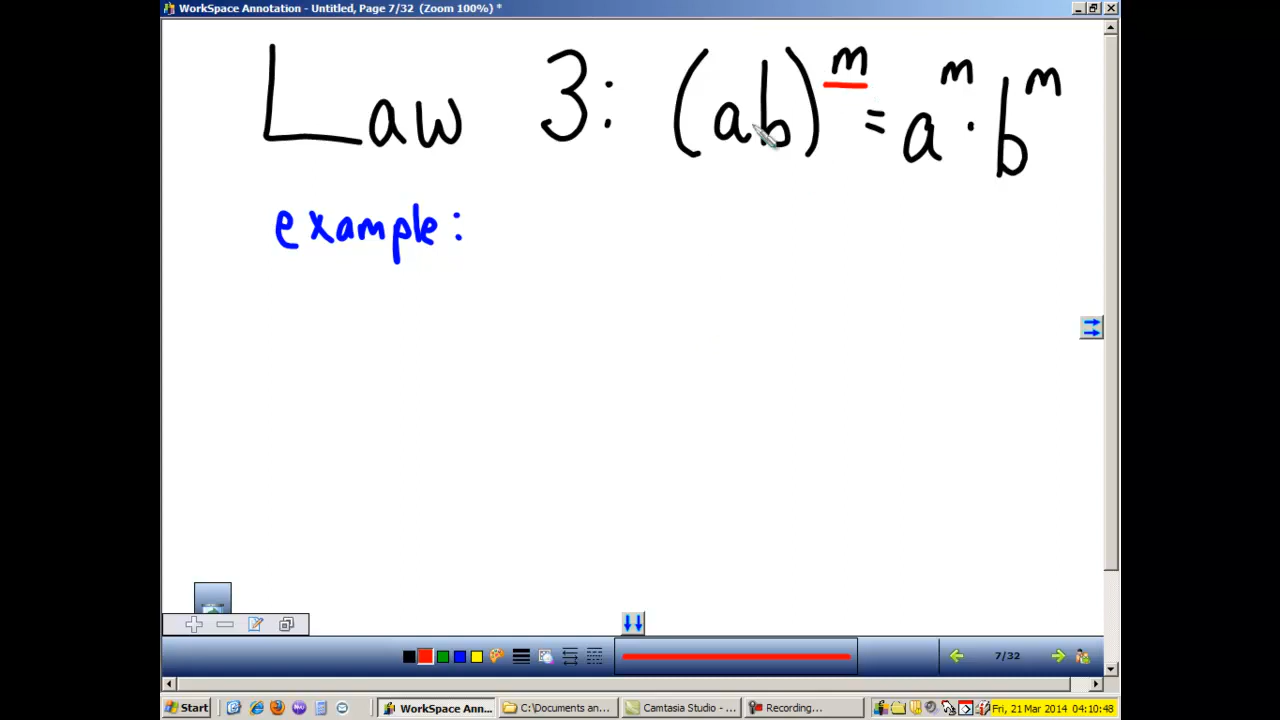 WorkSpace Annotation - Untitled, Page 7/32 (Zoom 100%) *
Law 3: (ab)^m = a^m · b^m
example:
7/32
Start WorkSpace Ann... C:\Documents an... Camtasia Studio - ... Recording... Fri, 21 Mar 2014 04:10:48